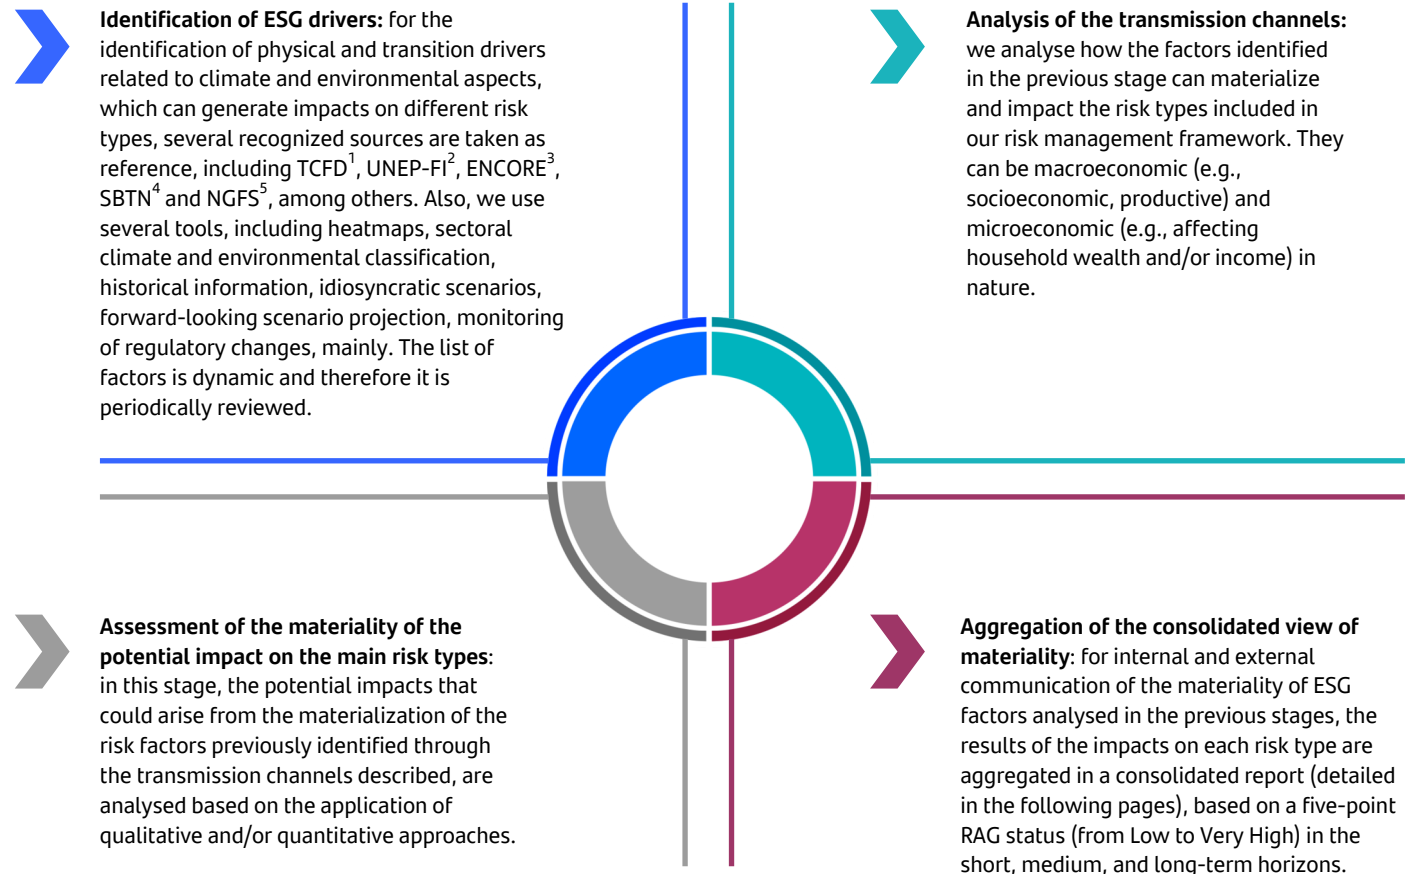 Identification of ESG drivers: for the
identification of physical and transition drivers
related to climate and environmental aspects,
which can generate impacts on different risk
types, several recognized sources are taken as
reference, including TCFD1, UNEP-FI2, ENCORE3,
SBTN4 and NGFS5, among others. Also, we use
several tools, including heatmaps, sectoral
climate and environmental classification,
historical information, idiosyncratic scenarios,
forward-looking scenario projection, monitoring
of regulatory changes, mainly. The list of
factors is dynamic and therefore it is
periodically reviewed.
Analysis of the transmission channels:
we analyse how the factors identified
in the previous stage can materialize
and impact the risk types included in
our risk management framework. They
can be macroeconomic (e.g.,
socioeconomic, productive) and
microeconomic (e.g., affecting
household wealth and/or income) in
nature.
Assessment of the materiality of the
potential impact on the main risk types:
in this stage, the potential impacts that
could arise from the materialization of the
risk factors previously identified through
the transmission channels described, are
analysed based on the application of
qualitative and/or quantitative approaches.
Aggregation of the consolidated view of
materiality: for internal and external
communication of the materiality of ESG
factors analysed in the previous stages, the
results of the impacts on each risk type are
aggregated in a consolidated report (detailed
in the following pages), based on a five-point
RAG status (from Low to Very High) in the
short, medium, and long-term horizons.